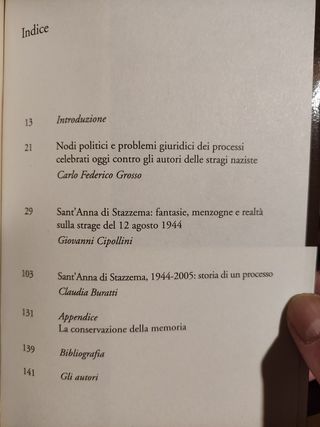 Indice
13 Introduzione
21 Nodi politici e problemi giuridici dei processi
celebrati oggi contro gli autori delle stragi naziste
Carlo Federico Grosso
29 Sant'Anna di Stazzema: fantasie, menzogne e realtà
sulla strage del 12 agosto 1944
Giovanni Cipollini
103 Sant'Anna di Stazzema, 1944-2005: storia di un processo
Claudia Buratti
131 Appendice
La conservazione della memoria
139 Bibliografia
141 Gli autori